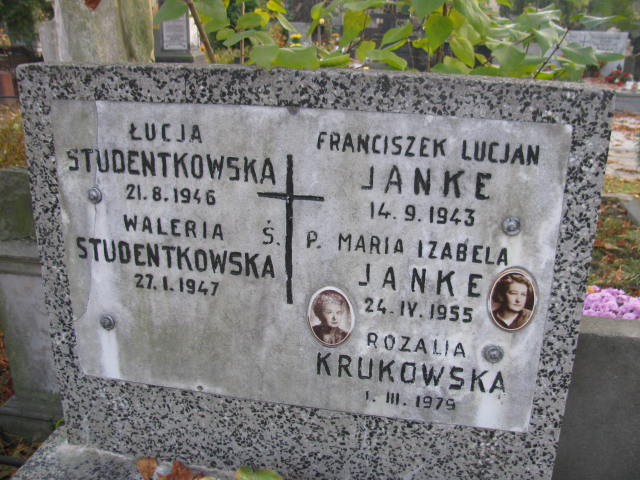 ŁUCJA
STUDENTKOWSKA
21.8.1946
WALERIA
STUDENTKOWSKA
27.I.1947
Ś. P.
FRANCISZEK LUCJAN
JANKE
14.9.1943
MARIA IZABELA
JANKE
24.IV.1955
ROZALIA
KRUKOWSKA
1.III.1979